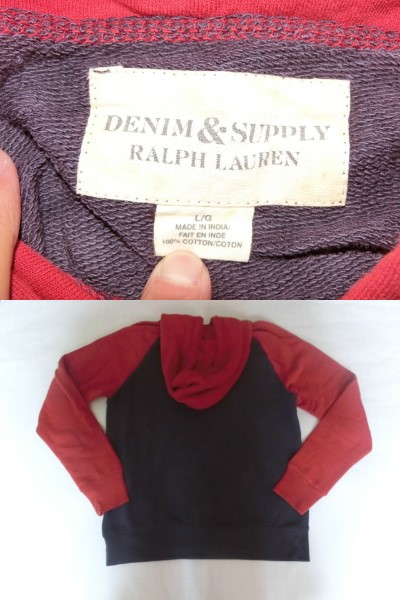 DENIM & SUPPLY
RALPH LAUREN
L/G
MADE IN INDIA/
FAIT EN INDE
100% COTTON/COTON